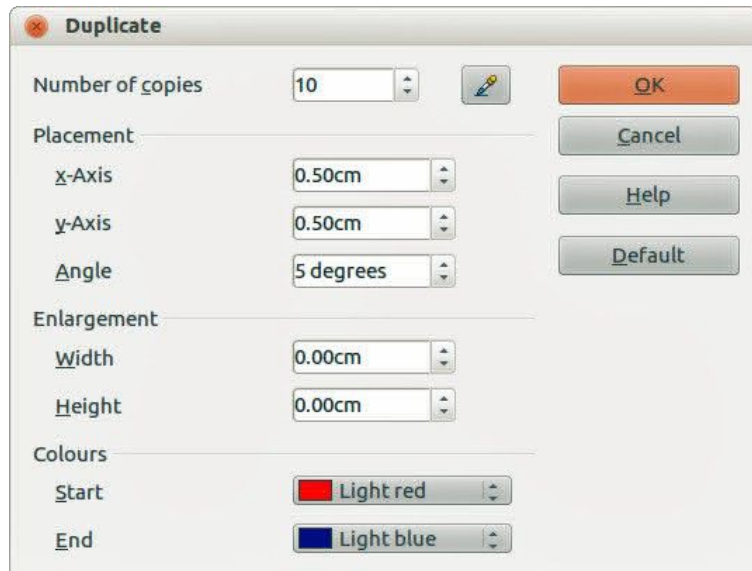 Duplicate
Number of copies 10 OK
Placement Cancel
x-Axis 0.50cm
y-Axis 0.50cm Help
Angle 5 degrees Default
Enlargement
Width 0.00cm
Height 0.00cm
Colours
Start Light red
End Light blue